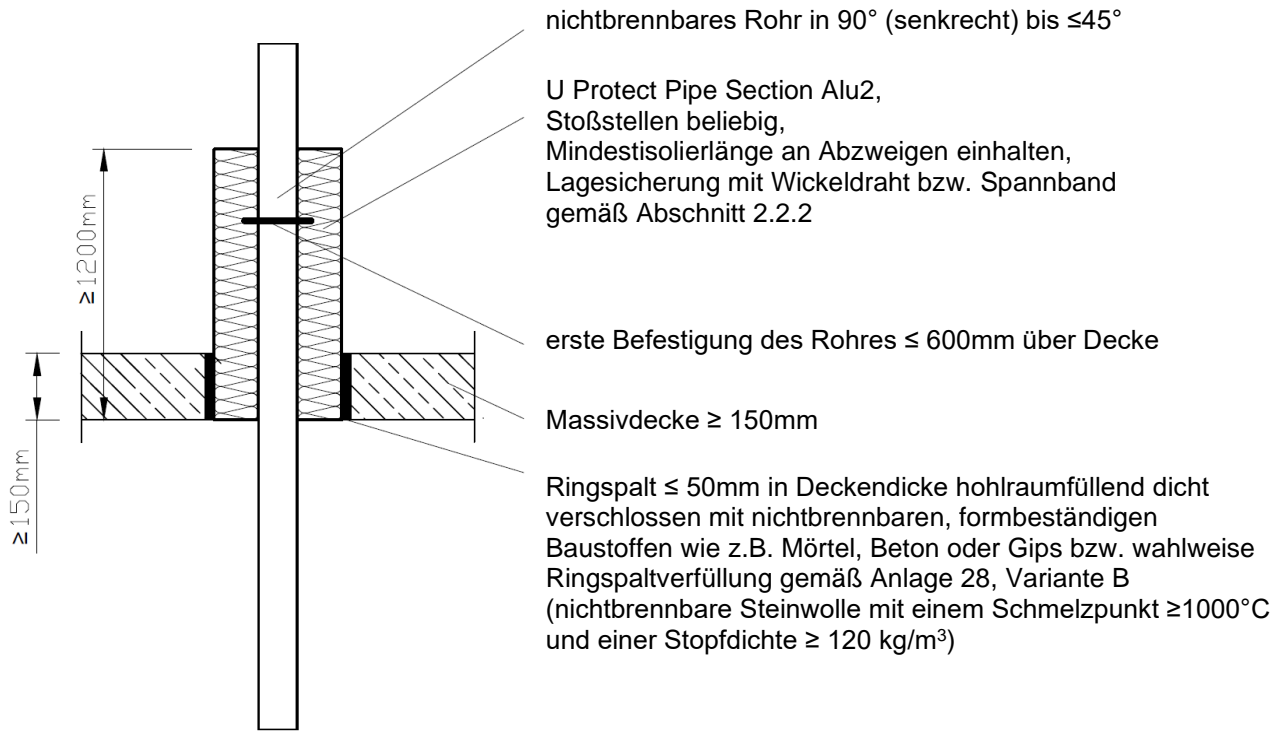 nichtbrennbares Rohr in 90° (senkrecht) bis ≤45°
U Protect Pipe Section Alu2,
Stoßstellen beliebig,
Mindestisolierlänge an Abzweigen einhalten,
Lagesicherung mit Wickeldraht bzw. Spannband
gemäß Abschnitt 2.2.2
≥1200mm
erste Befestigung des Rohres ≤ 600mm über Decke
Massivdecke ≥ 150mm
≥150mm
Ringspalt ≤ 50mm in Deckendicke hohlraumfüllend dicht
verschlossen mit nichtbrennbaren, formbeständigen
Baustoffen wie z.B. Mörtel, Beton oder Gips bzw. wahlweise
Ringspaltverfüllung gemäß Anlage 28, Variante B
(nichtbrennbare Steinwolle mit einem Schmelzpunkt ≥1000°C
und einer Stopfdichte ≥ 120 kg/m³)